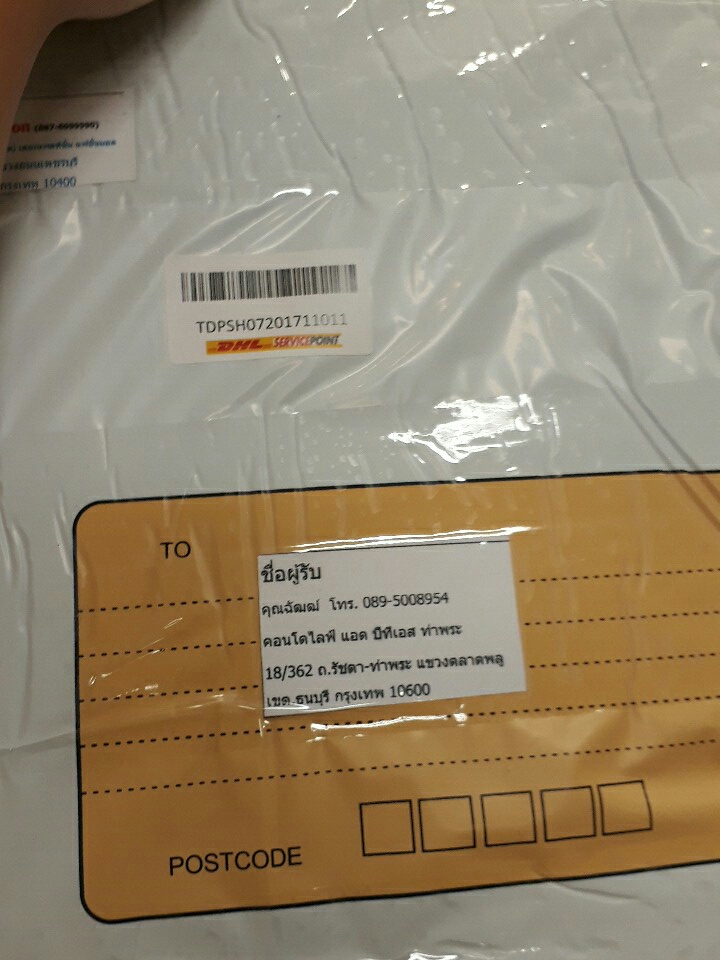 (087-6699990)
กรุงเทพ 10400
TDPSH07201711011
DHL SERVICEPOINT
TO
ชื่อผู้รับ
คุณฉัฒฒ์ โทร. 089-5008954
คอนโดไลฟ์ แอด บีทีเอส ท่าพระ
18/362 ถ.รัชดา-ท่าพระ แขวงตลาดพลู
เขต ธนบุรี กรุงเทพ 10600
POSTCODE